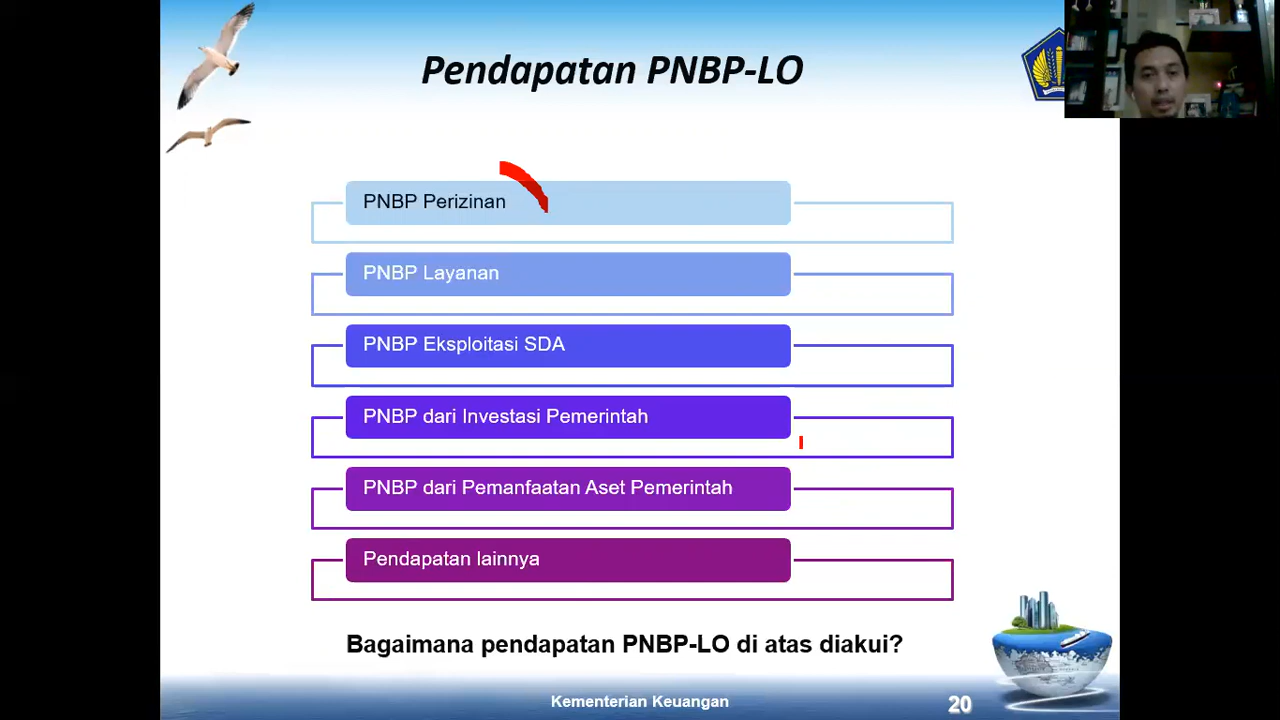 Pendapatan PNBP-LO
PNBP Perizinan
PNBP Layanan
PNBP Eksploitasi SDA
PNBP dari Investasi Pemerintah
PNBP dari Pemanfaatan Aset Pemerintah
Pendapatan lainnya
Bagaimana pendapatan PNBP-LO di atas diakui?
Kementerian Keuangan
20